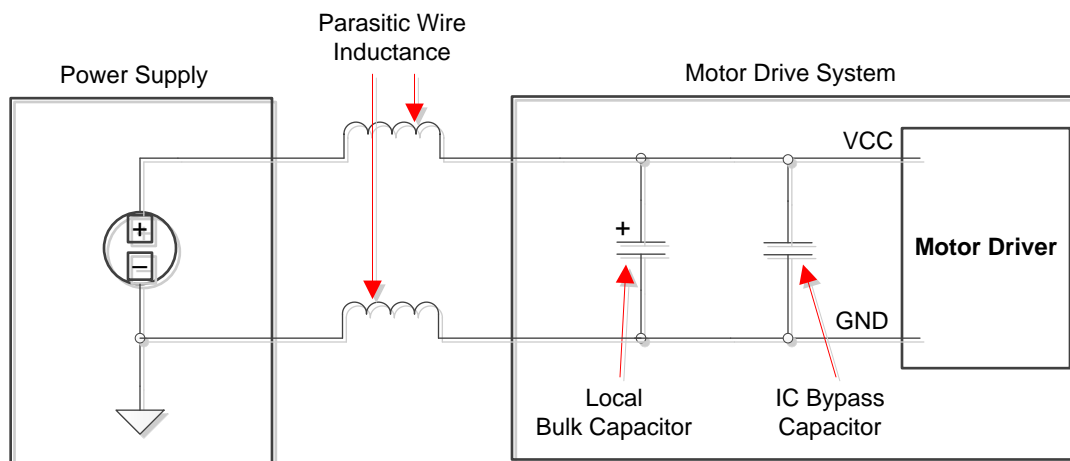 Parasitic Wire
Inductance
Power Supply
Motor Drive System
VCC
+
−
+
Motor Driver
GND
Local
Bulk Capacitor
IC Bypass
Capacitor